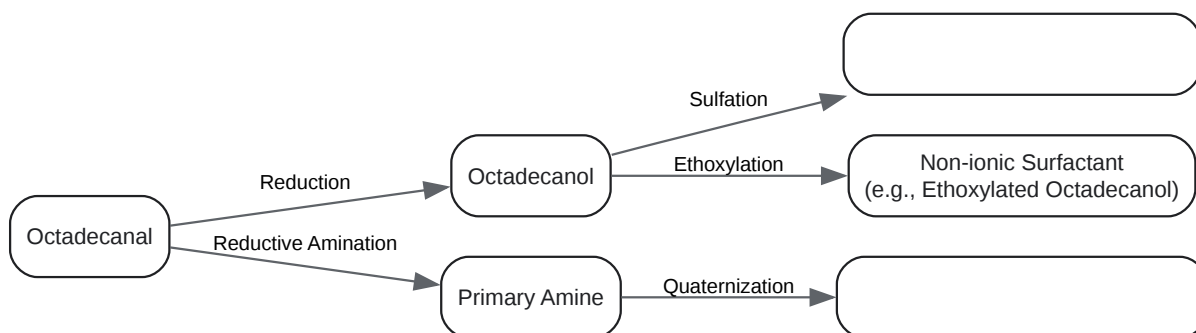 Sulfation
Reduction
Octadecanol
Ethoxylation
Non-ionic Surfactant
(e.g., Ethoxylated Octadecanol)
Octadecanal
Reductive Amination
Primary Amine
Quaternization